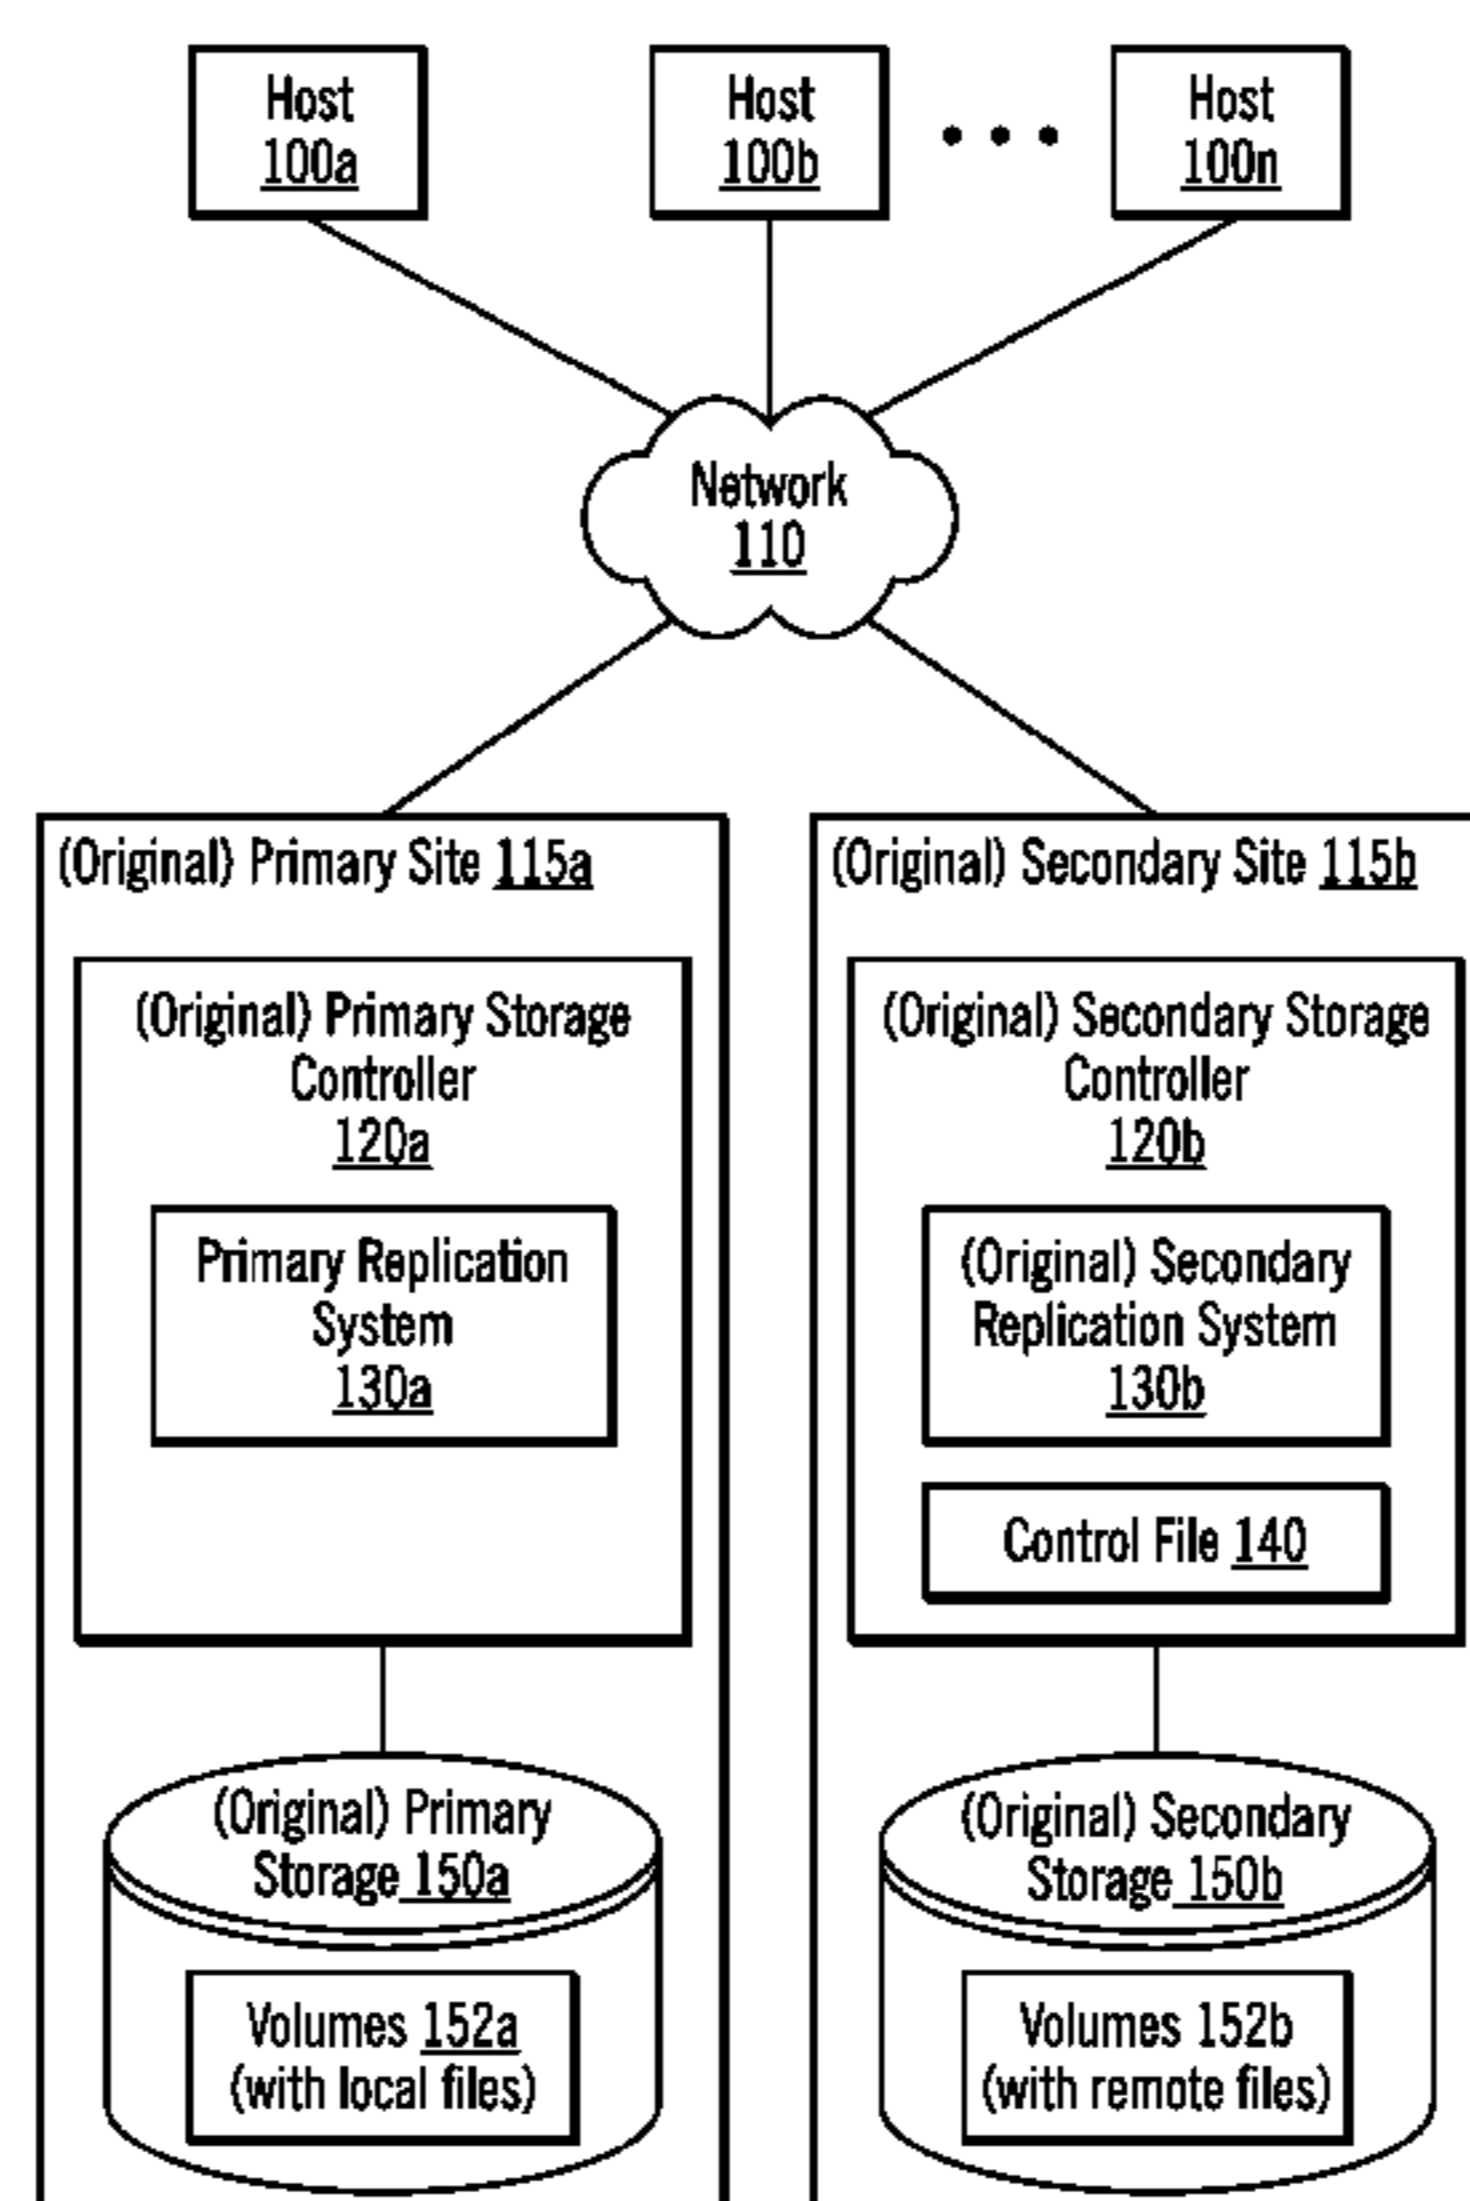 Host
100a
Host
100b
Host
100n
Network
110
(Original) Primary Site 115a
(Original) Primary Storage
Controller
120a
Primary Replication
System
130a
(Original) Primary
Storage 150a
Volumes 152a
(with local files)
(Original) Secondary Site 115b
(Original) Secondary Storage
Controller
120b
(Original) Secondary
Replication System
130b
Control File 140
(Original) Secondary
Storage 150b
Volumes 152b
(with remote files)